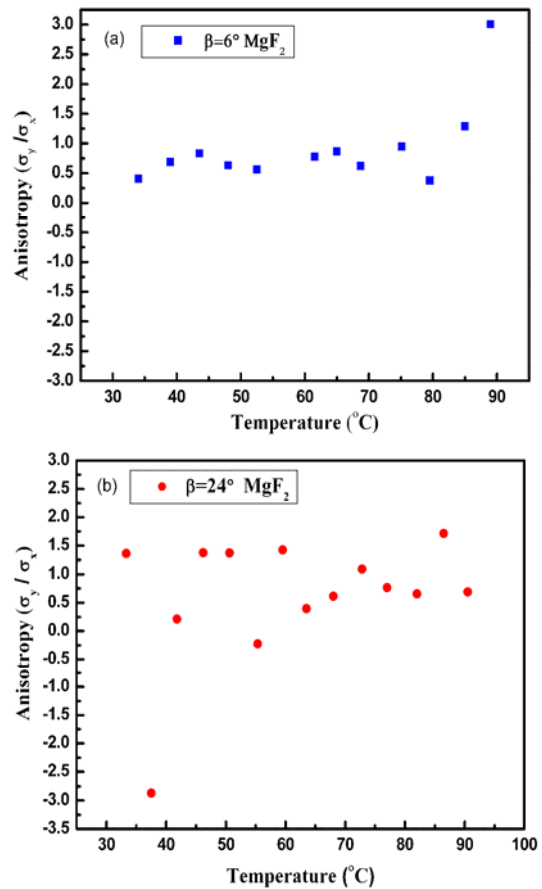 (a)
β=6° MgF₂
3.0
2.5
2.0
1.5
1.0
0.5
0.0
-0.5
-1.0
-1.5
-2.0
-2.5
-3.0
Anisotropy (σy /σx)
30 40 50 60 70 80 90
Temperature (°C)
(b)
β=24° MgF₂
3.0
2.5
2.0
1.5
1.0
0.5
0.0
-0.5
-1.0
-1.5
-2.0
-2.5
-3.0
-3.5
Anisotropy (σy / σx)
30 40 50 60 70 80 90 100
Temperature (°C)